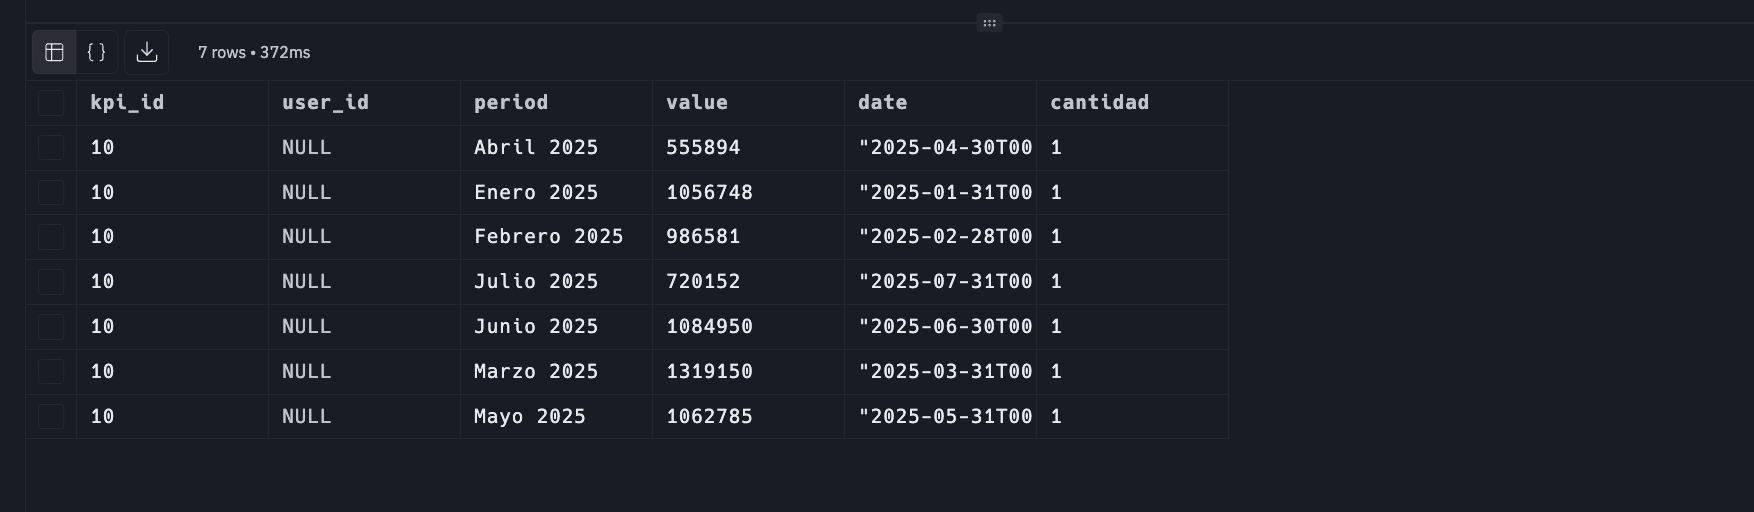 7 rows • 372ms
kpi_id user_id period value date cantidad
10 NULL Abril 2025 555894 "2025-04-30T00 1
10 NULL Enero 2025 1056748 "2025-01-31T00 1
10 NULL Febrero 2025 986581 "2025-02-28T00 1
10 NULL Julio 2025 720152 "2025-07-31T00 1
10 NULL Junio 2025 1084950 "2025-06-30T00 1
10 NULL Marzo 2025 1319150 "2025-03-31T00 1
10 NULL Mayo 2025 1062785 "2025-05-31T00 1